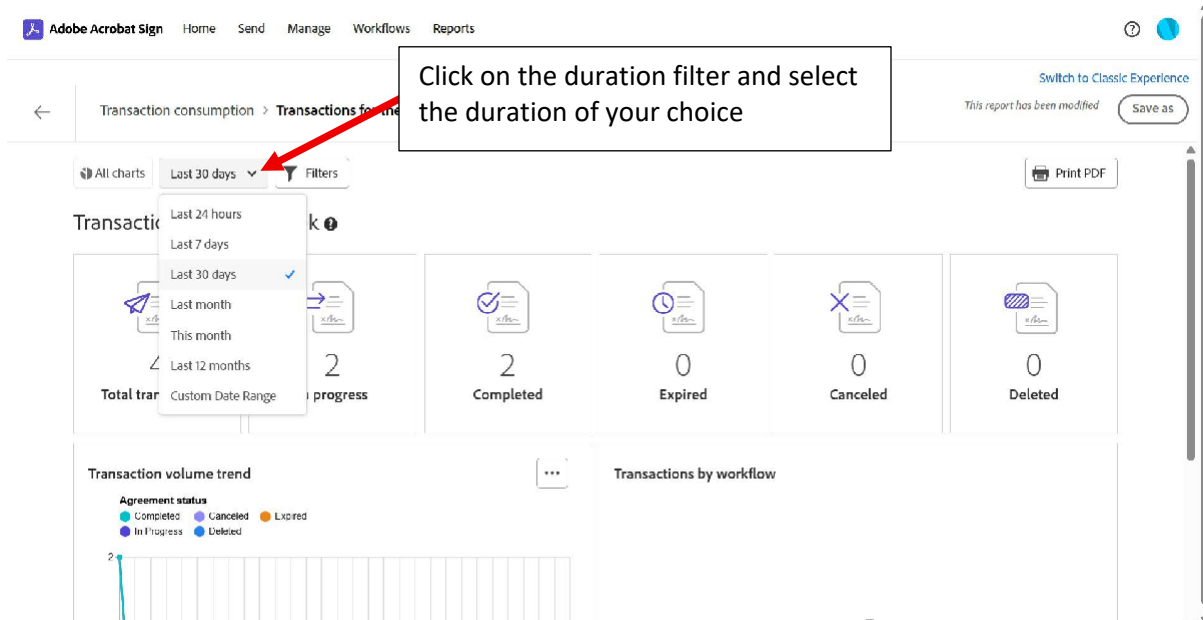 Adobe Acrobat Sign Home Send Manage Workflows Reports
Click on the duration filter and select
the duration of your choice
Switch to Classic Experience
Transaction consumption > Transactions for the
This report has been modified
Save as
All charts
Last 30 days
Filters
Print PDF
Last 24 hours
Last 7 days
Last 30 days
Last month
This month
Last 12 months
Custom Date Range
2
progress
2
Completed
0
Expired
0
Canceled
0
Deleted
Transaction volume trend
...
Agreement status
Completed Canceled Expired
In Progress Deleted
2
Transactions by workflow